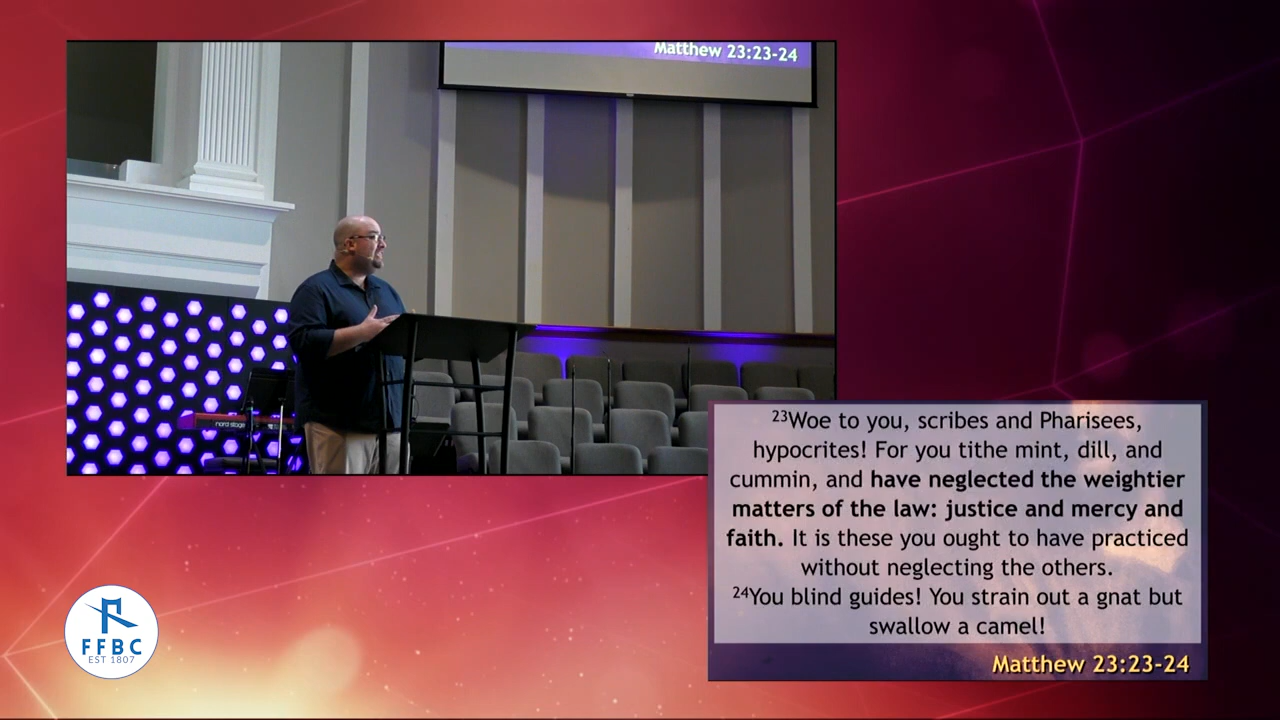 Matthew 23:23-24
nord stage
23Woe to you, scribes and Pharisees,
hypocrites! For you tithe mint, dill, and
cummin, and have neglected the weightier
matters of the law: justice and mercy and
faith. It is these you ought to have practiced
without neglecting the others.
24You blind guides! You strain out a gnat but
swallow a camel!
Matthew 23:23-24
FFBC
EST 1807